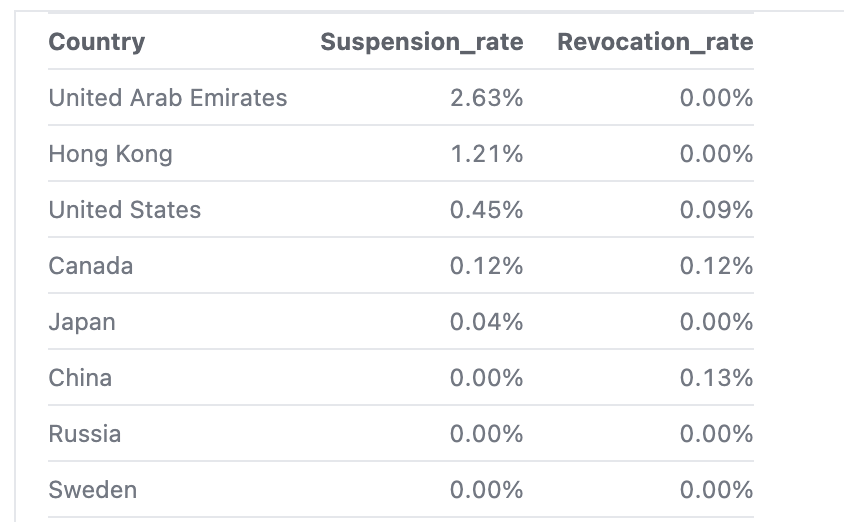 Country Suspension_rate Revocation_rate
United Arab Emirates 2.63% 0.00%
Hong Kong 1.21% 0.00%
United States 0.45% 0.09%
Canada 0.12% 0.12%
Japan 0.04% 0.00%
China 0.00% 0.13%
Russia 0.00% 0.00%
Sweden 0.00% 0.00%